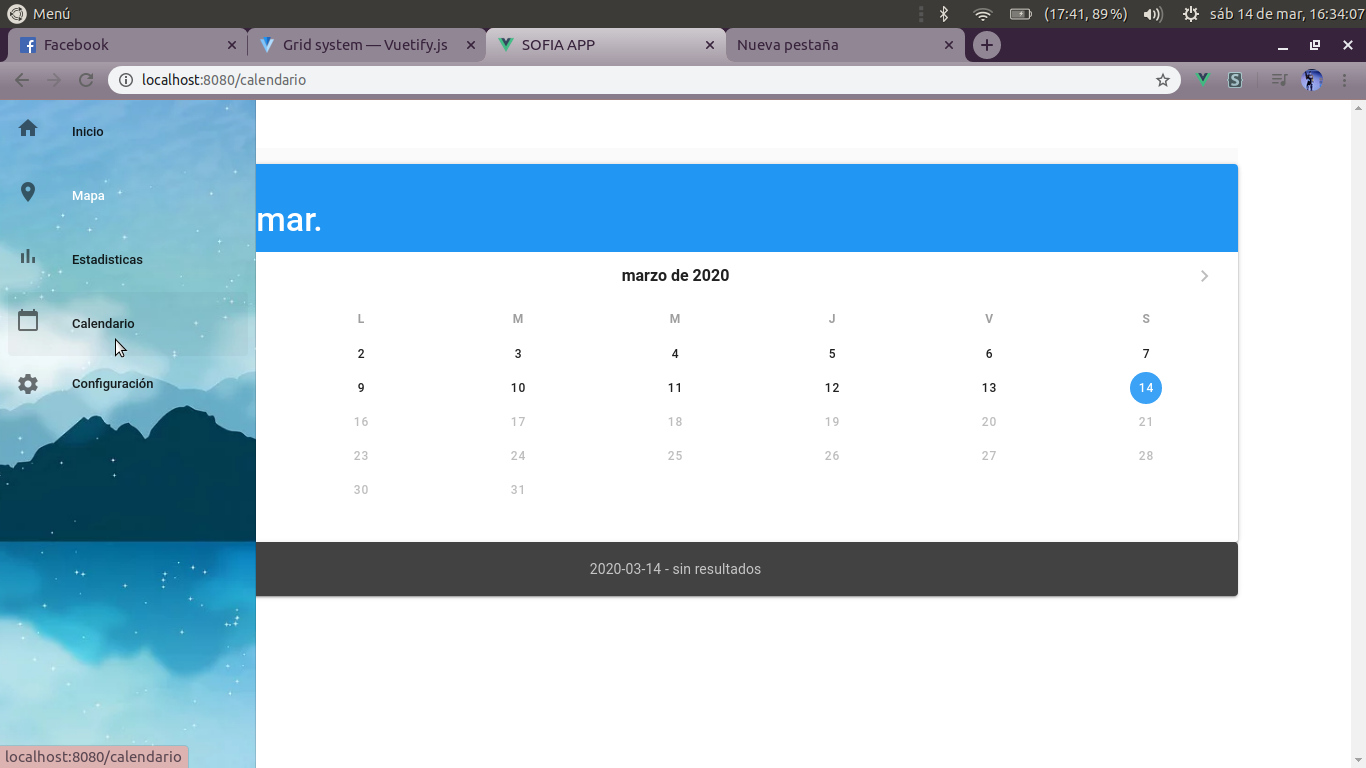 Menú (17:41, 89%) sáb 14 de mar, 16:34:07
Facebook Grid system — Vuetify.js SOFIA APP Nueva pestaña
localhost:8080/calendario
Inicio
Mapa
Estadisticas
Calendario
Configuración
mar.
marzo de 2020
L M M J V S
2 3 4 5 6 7
9 10 11 12 13 14
16 17 18 19 20 21
23 24 25 26 27 28
30 31
2020-03-14 - sin resultados
localhost:8080/calendario